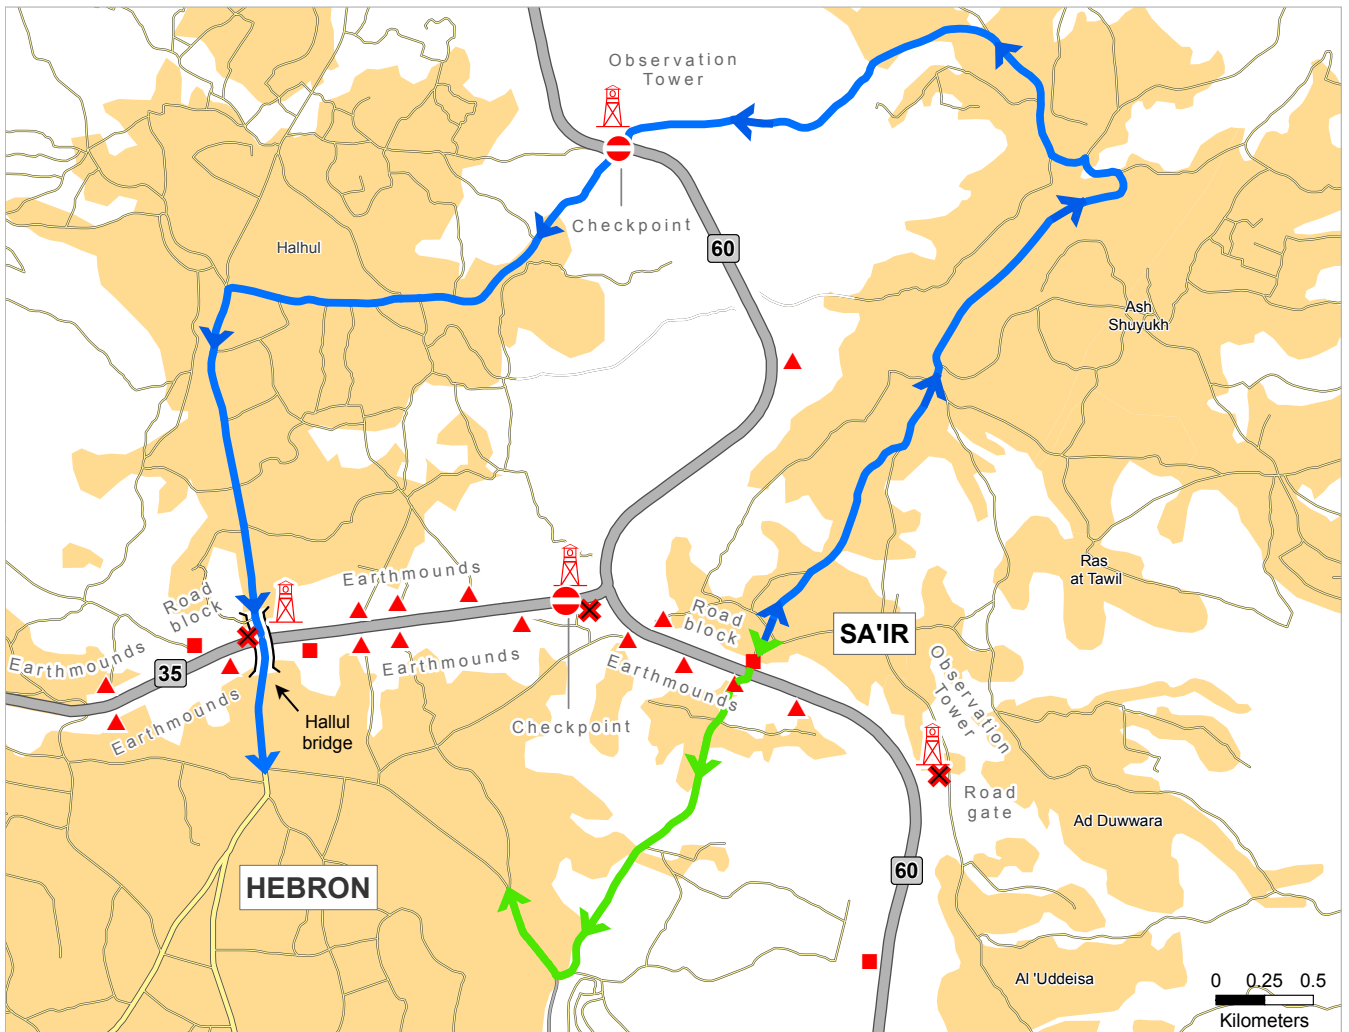 Observation
Tower
Checkpoint
60
Halhul
Ash
Shuyukh
Earthmounds
Ras
at Tawil
Road
block
Road
block
SA'IR
Earthmounds
35
Earthmounds
Earthmounds
Earthmounds
Observation
Tower
Hallul
bridge
Checkpoint
Road
gate
Ad Duwwara
HEBRON
60
Al 'Uddeisa
0 0.25 0.5
Kilometers